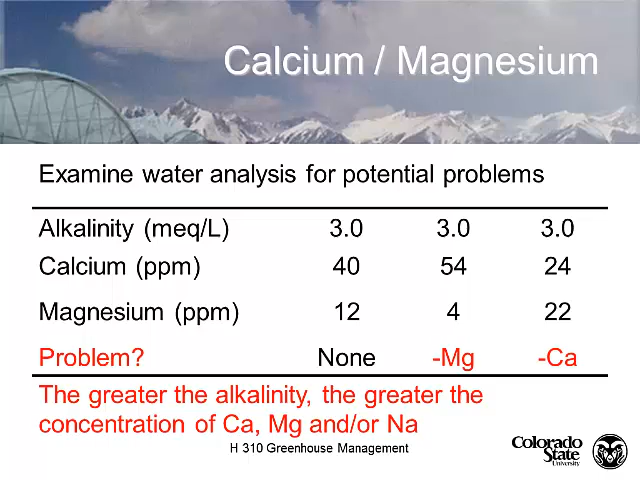 Calcium / Magnesium
Examine water analysis for potential problems
Alkalinity (meq/L) 3.0 3.0 3.0
Calcium (ppm) 40 54 24
Magnesium (ppm) 12 4 22
Problem? None -Mg -Ca
The greater the alkalinity, the greater the
concentration of Ca, Mg and/or Na
H 310 Greenhouse Management
Colorado
State
University